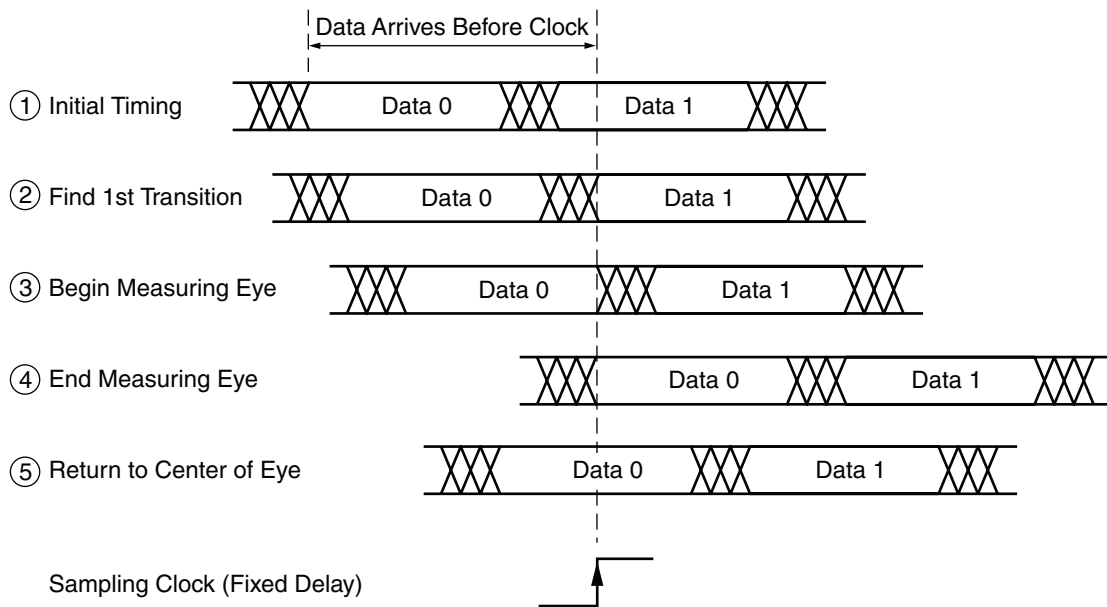 Data Arrives Before Clock
1 Initial Timing Data 0 Data 1
2 Find 1st Transition Data 0 Data 1
3 Begin Measuring Eye Data 0 Data 1
4 End Measuring Eye Data 0 Data 1
5 Return to Center of Eye Data 0 Data 1
Sampling Clock (Fixed Delay)